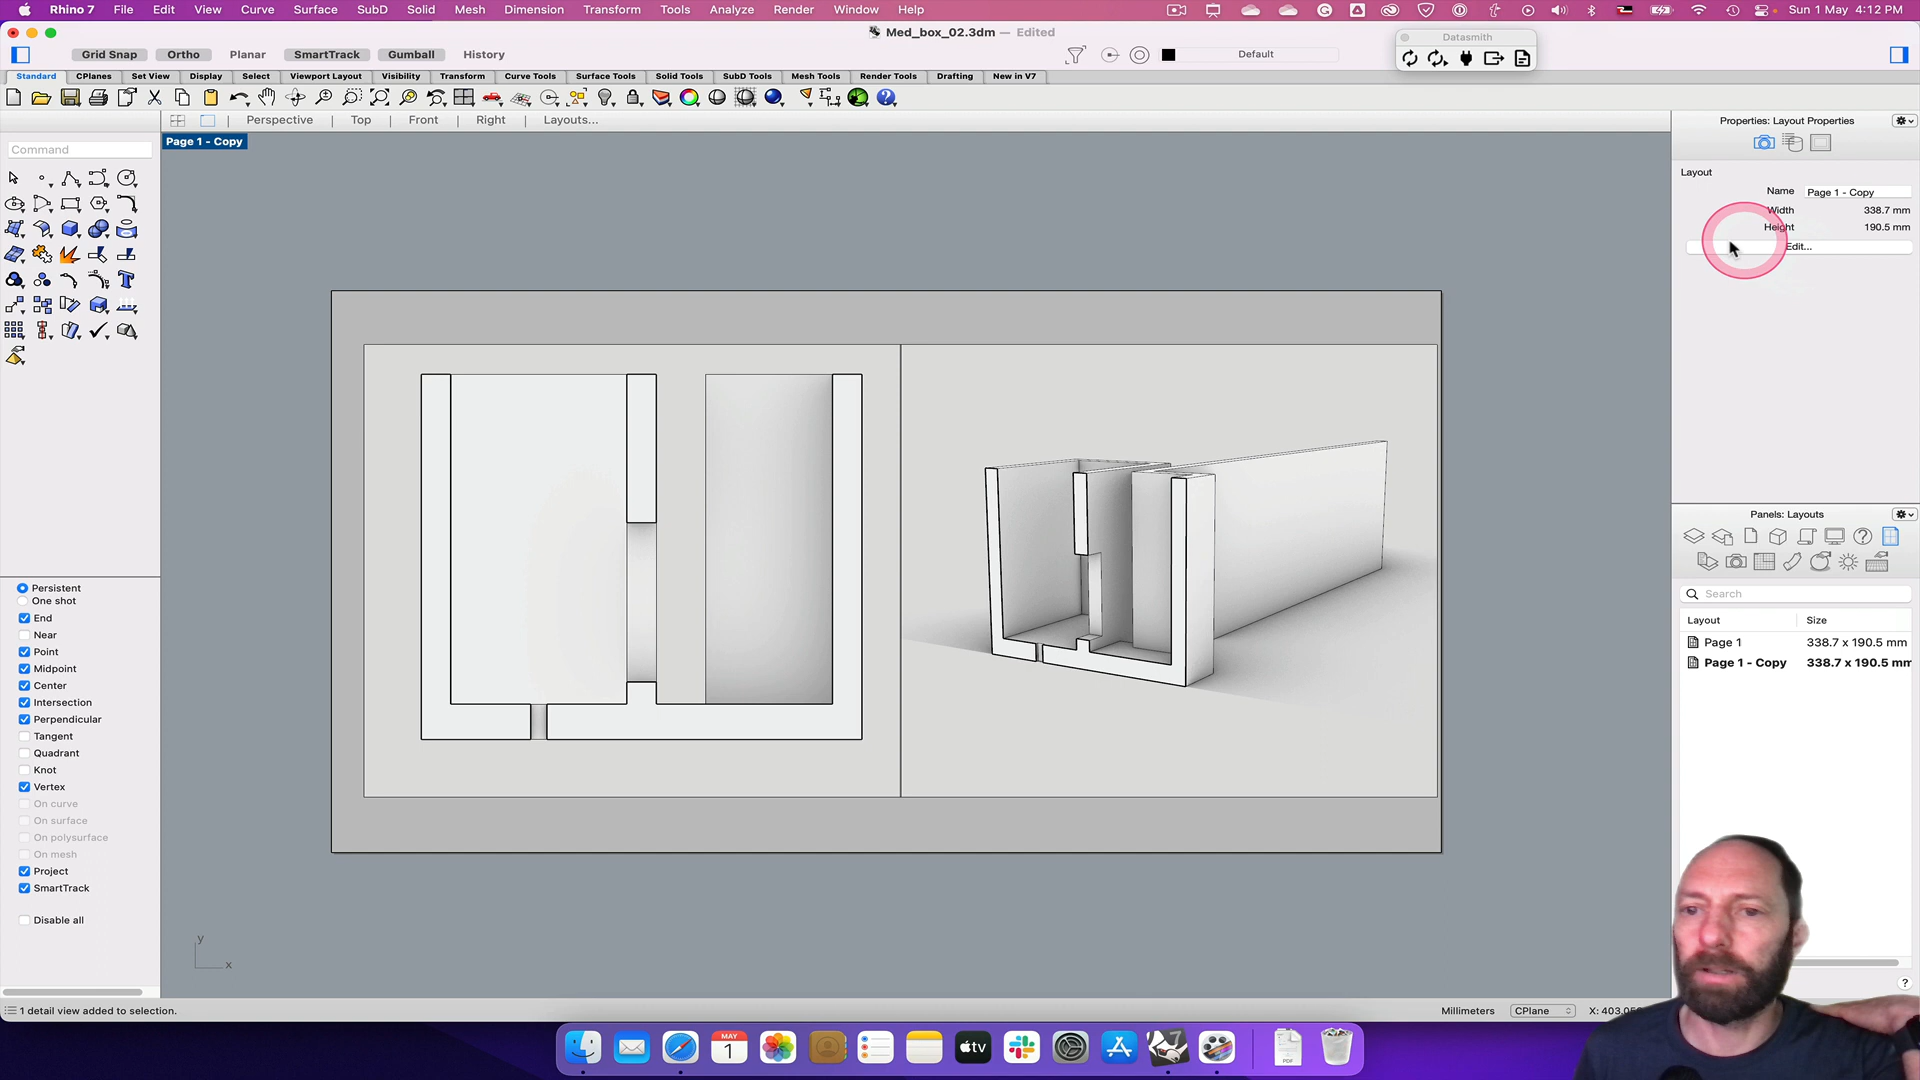 Rhino 7 File Edit View Curve Surface SubD Solid Mesh Dimension Transform Tools Analyze Render Window Help Sun 1 May 4:12 PM
Med_box_02.3dm — Edited
Datasmith
Grid Snap Ortho Planar SmartTrack Gumball History Default
Standard CPlanes Set View Display Select Viewport Layout Visibility Transform Curve Tools Surface Tools Solid Tools SubD Tools Mesh Tools Render Tools Drafting New in V7
Perspective Top Front Right Layouts...
Page 1 - Copy
Command
Persistent
One shot
End
Near
Point
Midpoint
Center
Intersection
Perpendicular
Tangent
Quadrant
Knot
Vertex
On curve
On surface
On polysurface
On mesh
Project
SmartTrack
Disable all
y
x
Properties: Layout Properties
Layout
Name Page 1 - Copy
Width 338.7 mm
Height 190.5 mm
Edit...
Panels: Layouts
Search
Layout Size
Page 1 338.7 x 190.5 mm
Page 1 - Copy 338.7 x 190.5 mm
?
1 detail view added to selection. Millimeters CPlane
MAY
1
tv
PDF